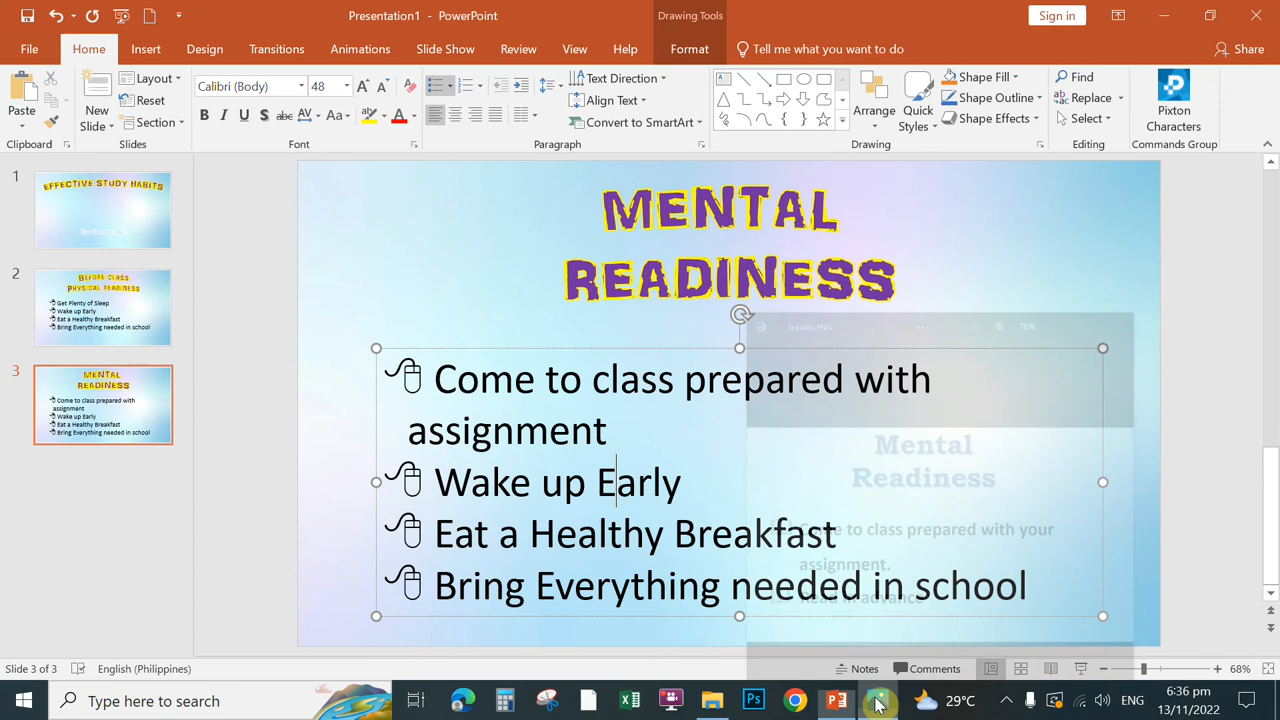 Presentation1 - PowerPoint
Drawing Tools
Sign in
File
Home
Insert
Design
Transitions
Animations
Slide Show
Review
View
Help
Format
Tell me what you want to do
Share
Paste
New
Slide
Layout
Reset
Section
Calibri (Body)
48
Text Direction
Align Text
Convert to SmartArt
Arrange
Quick
Styles
Shape Fill
Shape Outline
Shape Effects
Find
Replace
Select
Pixton
Characters
Clipboard
Slides
Font
Paragraph
Drawing
Editing
Commands Group
1
EFFECTIVE STUDY HABITS
2
BEFORE CLASS
PHYSICAL READINESS
Get Plenty of Sleep
Wake up Early
Eat a Healthy Breakfast
Bring Everything needed in school
3
MENTAL
READINESS
Come to class prepared with
assignment
Wake up Early
Eat a Healthy Breakfast
Bring Everything needed in school
MENTAL
READINESS
Come to class prepared with
assignment
Wake up Early
Eat a Healthy Breakfast
Bring Everything needed in school
76%
Mental
Readiness
Come to class prepared with your
assignment.
Read in advance
Slide 3 of 3
English (Philippines)
Notes
Comments
68%
Type here to search
29°C
ENG
6:36 pm
13/11/2022